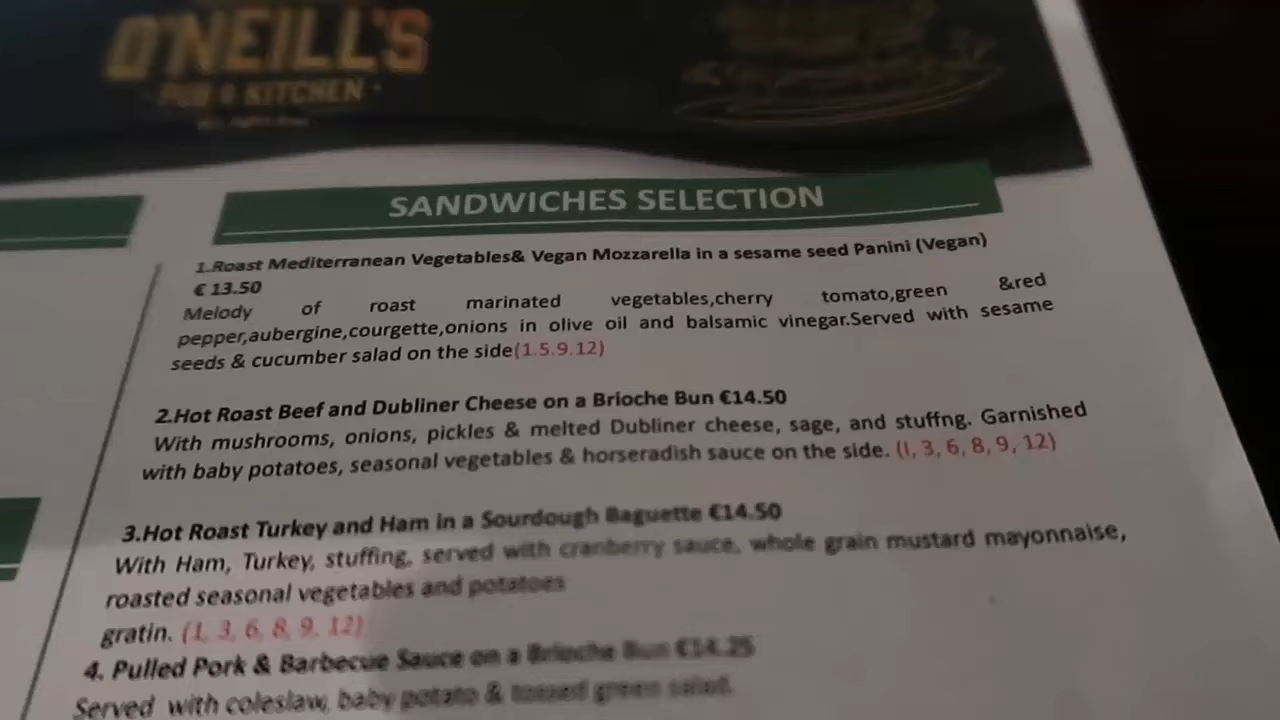 O'NEILL'S
PUB & KITCHEN
SANDWICHES SELECTION
1.Roast Mediterranean Vegetables& Vegan Mozzarella in a sesame seed Panini (Vegan)
€ 13.50
Melody of roast marinated vegetables,cherry tomato,green &red
pepper,aubergine,courgette,onions in olive oil and balsamic vinegar.Served with sesame
seeds & cucumber salad on the side(1.5.9.12)
2.Hot Roast Beef and Dubliner Cheese on a Brioche Bun €14.50
With mushrooms, onions, pickles & melted Dubliner cheese, sage, and stuffng. Garnished
with baby potatoes, seasonal vegetables & horseradish sauce on the side. (I, 3, 6, 8, 9, 12)
3.Hot Roast Turkey and Ham in a Sourdough Baguette €14.50
With Ham, Turkey, stuffing, served with cranberry sauce, whole grain mustard mayonnaise,
roasted seasonal vegetables and potatoes
gratin. (1, 3, 6, 8, 9, 12)
4. Pulled Pork & Barbecue Sauce on a Brioche Bun €14.25
Served with coleslaw, baby potato & tossed green salad.